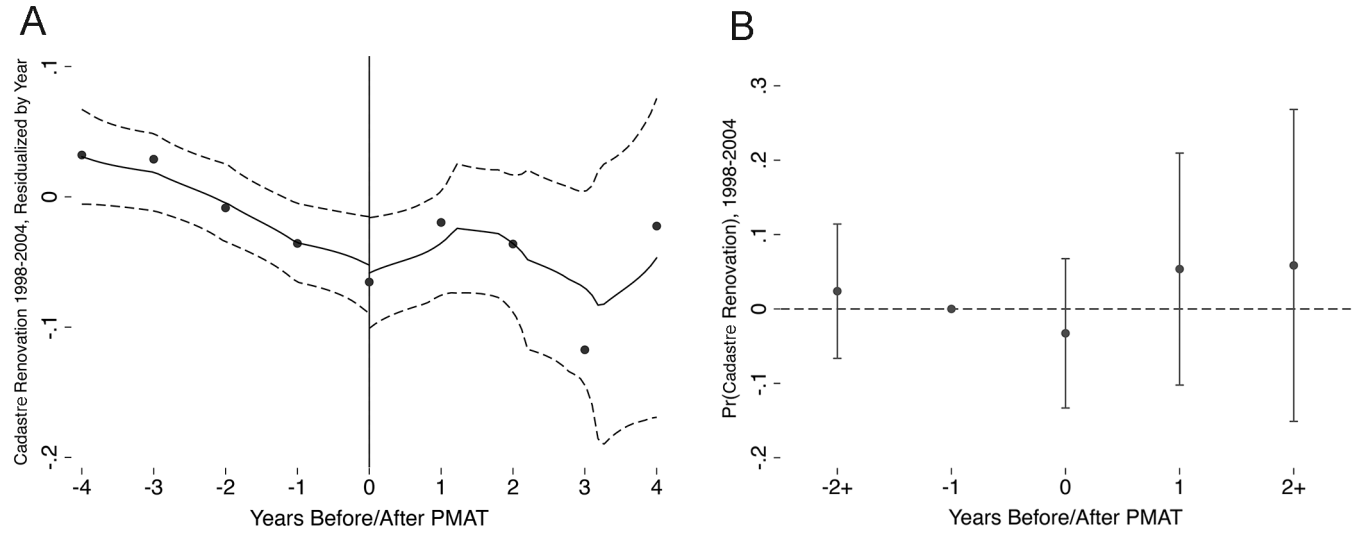 A
Cadastre Renovation 1998-2004, Residualized by Year
.1
0
-.1
-.2
-4 -3 -2 -1 0 1 2 3 4
Years Before/After PMAT
B
Pr(Cadastre Renovation), 1998-2004
.3
.2
.1
0
-.1
-.2
-2+ -1 0 1 2+
Years Before/After PMAT